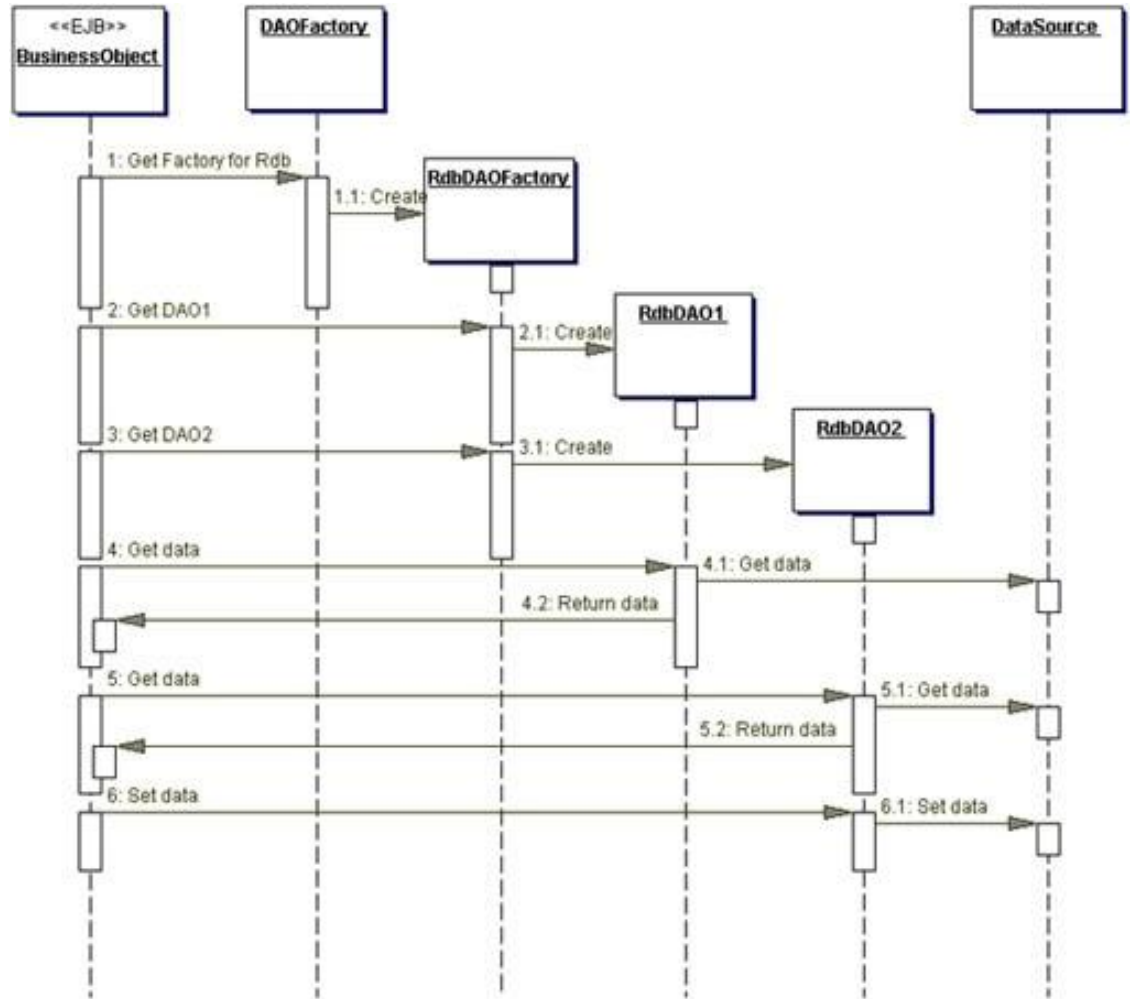 <<EJB>>
BusinessObject
DAOFactory
DataSource
1: Get Factory for Rdb
RdbDAOFactory
1.1: Create
2: Get DAO1
RdbDAO1
2.1: Create
3: Get DAO2
RdbDAO2
3.1: Create
4: Get data
4.1: Get data
4.2: Return data
5: Get data
5.1: Get data
5.2: Return data
6: Set data
6.1: Set data